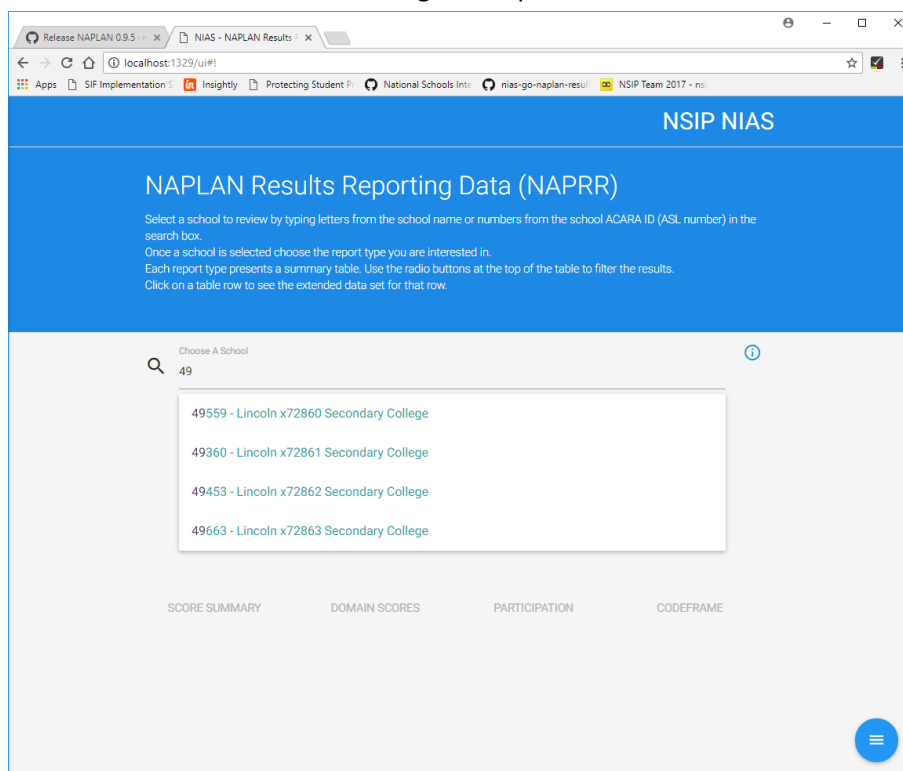 Release NAPLAN 0.9.5 - n
NIAS - NAPLAN Results R
localhost:1329/ui#!
Apps
SIF Implementation S
Insightly
Protecting Student Pr
National Schools Inte
nias-go-naplan-result
NSIP Team 2017 - nsi
NSIP NIAS
NAPLAN Results Reporting Data (NAPRR)
Select a school to review by typing letters from the school name or numbers from the school ACARA ID (ASL number) in the
search box.
Once a school is selected choose the report type you are interested in.
Each report type presents a summary table. Use the radio buttons at the top of the table to filter the results.
Click on a table row to see the extended data set for that row.
Choose A School
49
49559 - Lincoln x72860 Secondary College
49360 - Lincoln x72861 Secondary College
49453 - Lincoln x72862 Secondary College
49663 - Lincoln x72863 Secondary College
SCORE SUMMARY DOMAIN SCORES PARTICIPATION CODEFRAME